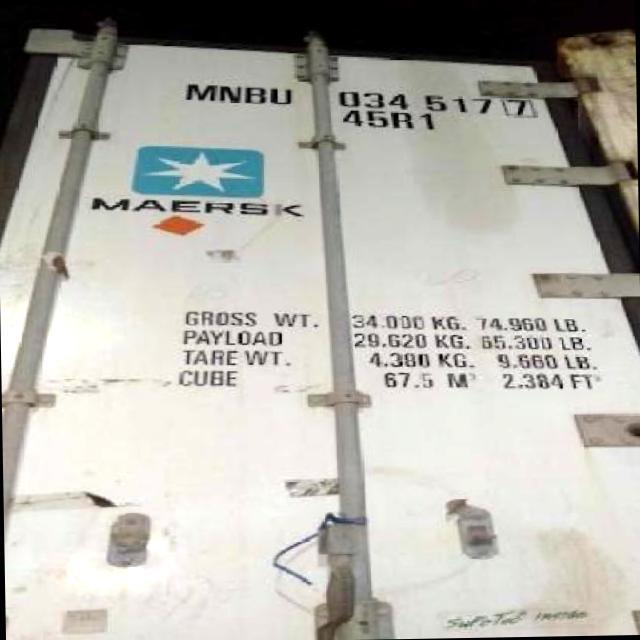 MNBU 034 517 7
45R1
MAERSK
GROSS WT. 34.000 KG. 74.960 LB.
PAYLOAD 29.620 KG. 65.300 LB.
TARE WT. 4.380 KG. 9.660 LB.
CUBE 67.5 M³ 2.384 FT³